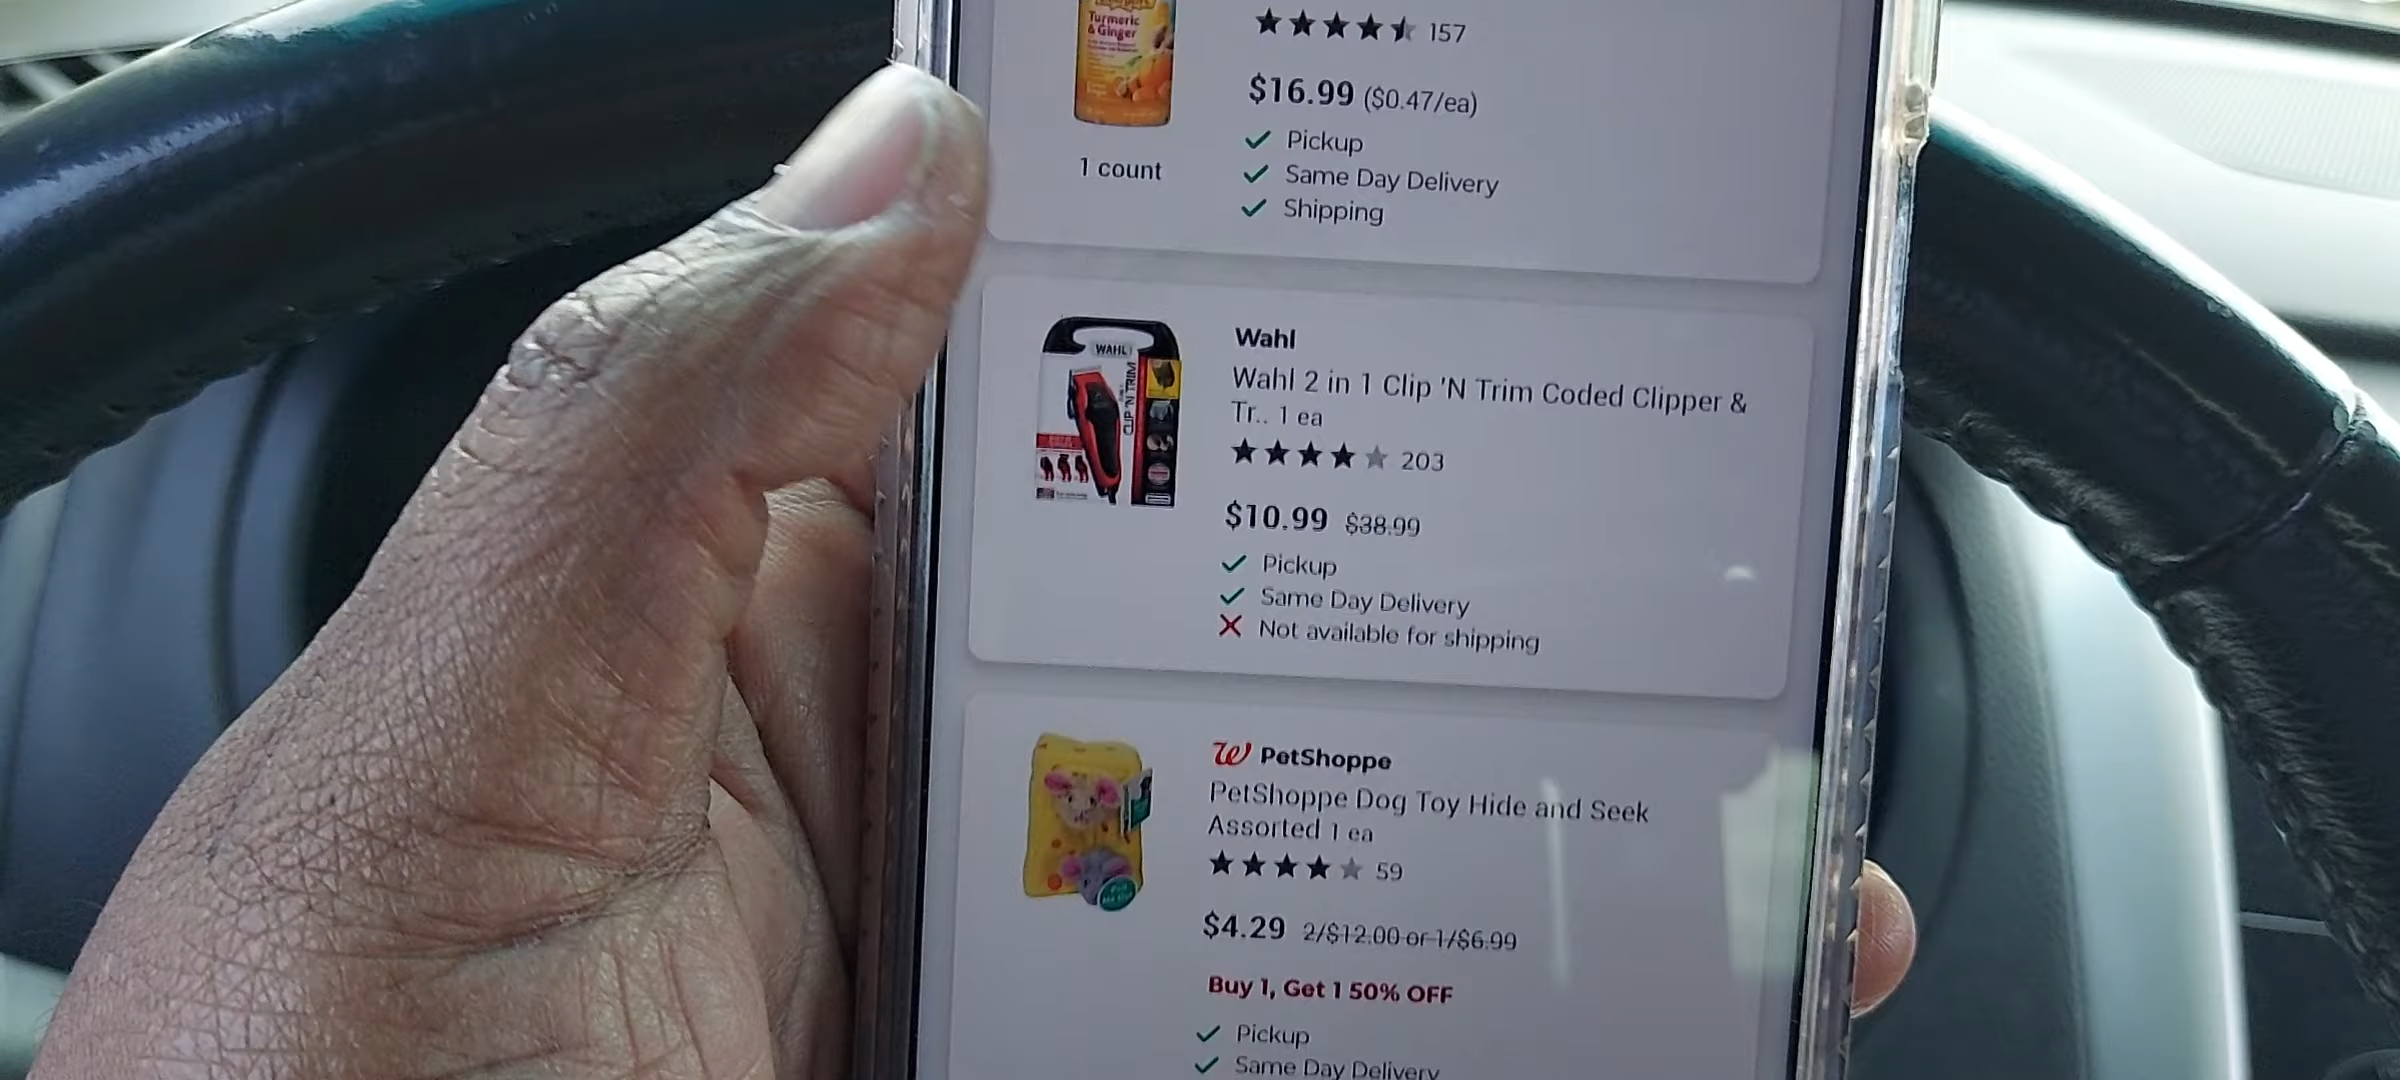 Turmeric
& Ginger
157
$16.99 ($0.47/ea)
Pickup
1 count
Same Day Delivery
Shipping
WAHL
CLIP 'N TRIM
Wahl
Wahl 2 in 1 Clip 'N Trim Coded Clipper &
Tr.. 1 ea
203
$10.99 $38.99
Pickup
Same Day Delivery
Not available for shipping
W PetShoppe
PetShoppe Dog Toy Hide and Seek
Assorted 1 ea
59
$4.29 2/$12.00 or 1/$6.99
Buy 1, Get 1 50% OFF
Pickup
Same Day Delivery